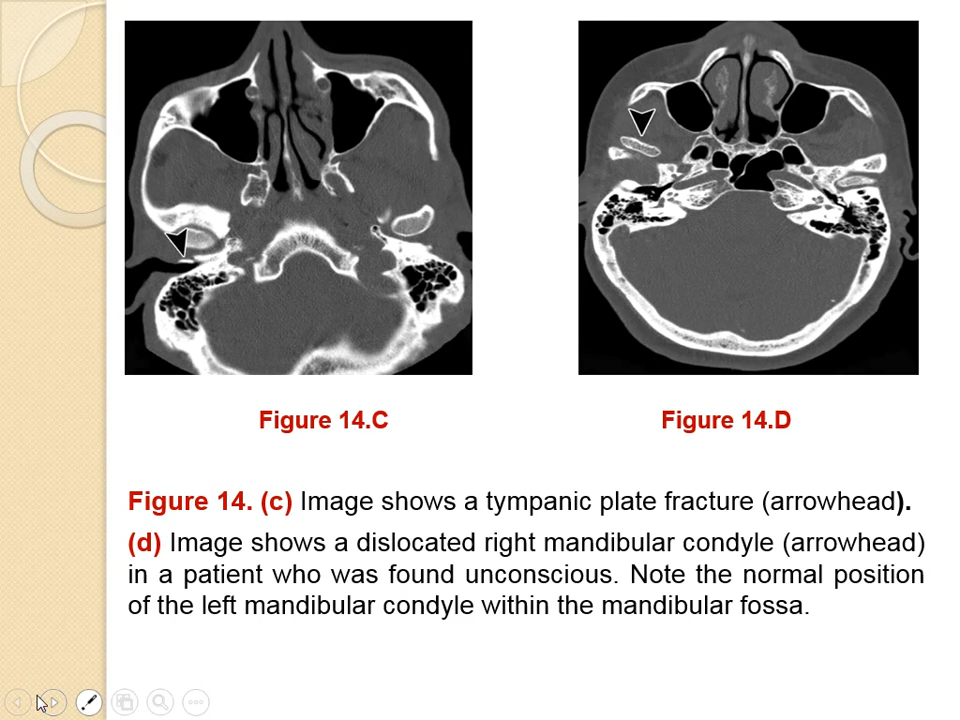 Figure 14.C
Figure 14.D
Figure 14. (c) Image shows a tympanic plate fracture (arrowhead).
(d) Image shows a dislocated right mandibular condyle (arrowhead)
in a patient who was found unconscious. Note the normal position
of the left mandibular condyle within the mandibular fossa.